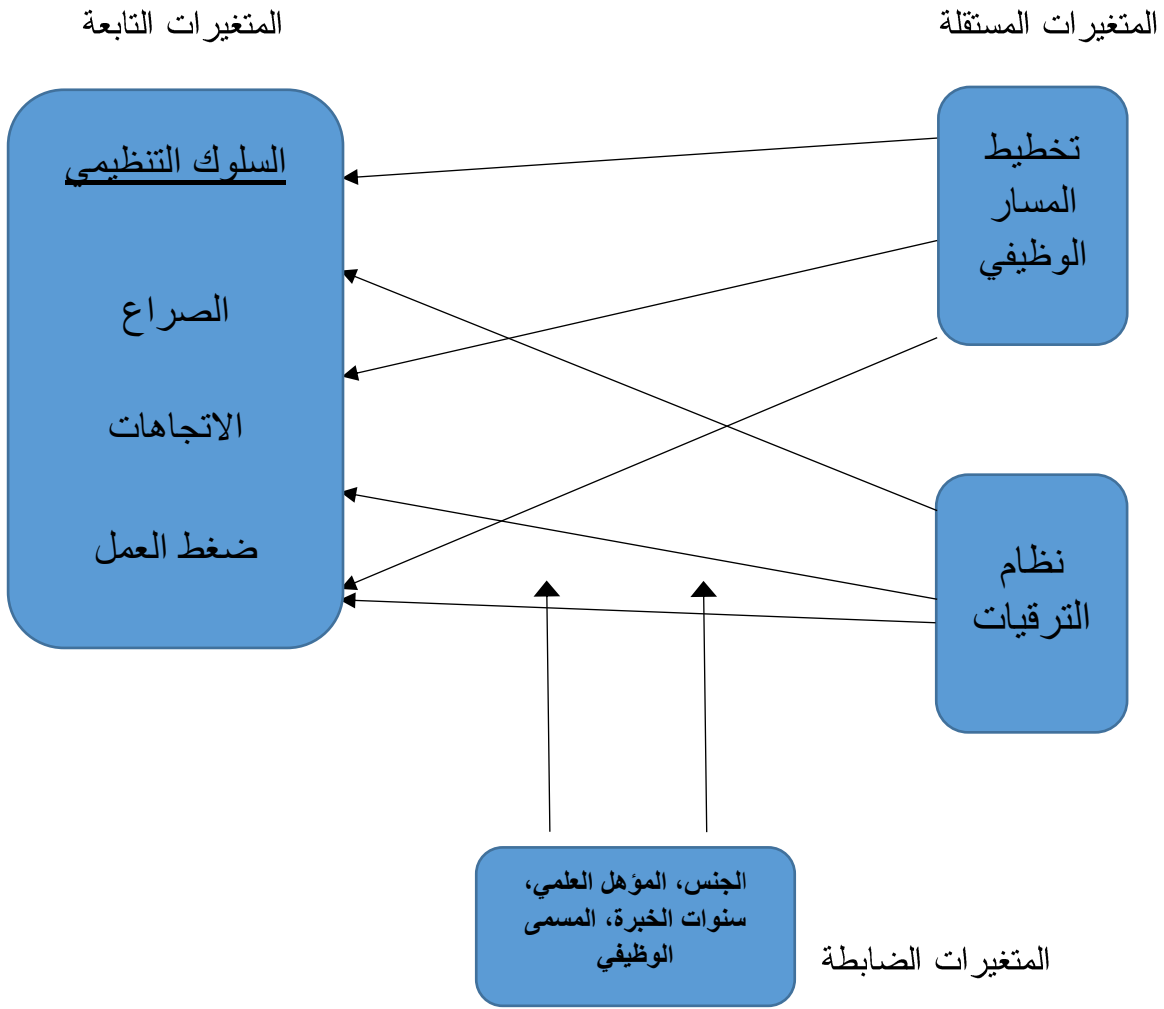 المتغيرات المستقلة
المتغيرات التابعة
تخطيط
المسار
الوظيفي
السلوك التنظيمي
الصراع
الاتجاهات
ضغط العمل
نظام
الترقيات
الجنس، المؤهل العلمي،
سنوات الخبرة، المسمى
الوظيفي
المتغيرات الضابطة